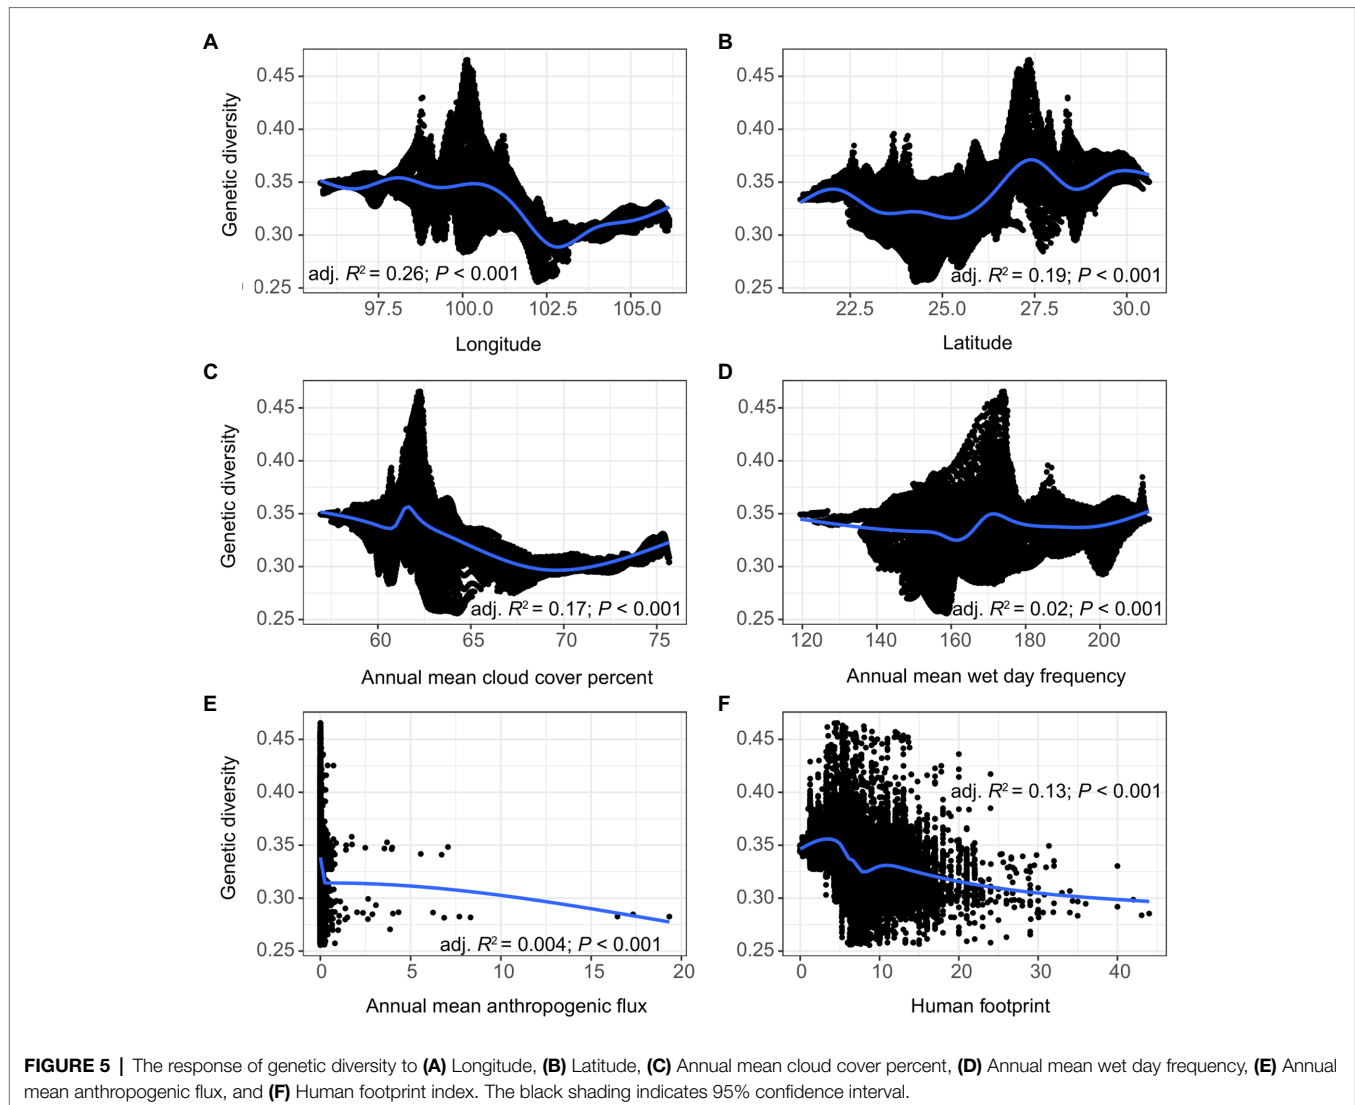 A
B
Genetic diversity
0.45
0.40
0.35
0.30
0.25
adj. R² = 0.26; P < 0.001
97.5 100.0 102.5 105.0
Longitude
0.45
0.40
0.35
0.30
0.25
adj. R² = 0.19; P < 0.001
22.5 25.0 27.5 30.0
Latitude
C
D
Genetic diversity
0.45
0.40
0.35
0.30
0.25
adj. R² = 0.17; P < 0.001
60 65 70 75
Annual mean cloud cover percent
0.45
0.40
0.35
0.30
0.25
adj. R² = 0.02; P < 0.001
120 140 160 180 200
Annual mean wet day frequency
E
F
Genetic diversity
0.45
0.40
0.35
0.30
0.25
adj. R² = 0.004; P < 0.001
0 5 10 15 20
Annual mean anthropogenic flux
0.45
0.40
0.35
0.30
0.25
adj. R² = 0.13; P < 0.001
0 10 20 30 40
Human footprint
FIGURE 5 | The response of genetic diversity to (A) Longitude, (B) Latitude, (C) Annual mean cloud cover percent, (D) Annual mean wet day frequency, (E) Annual
mean anthropogenic flux, and (F) Human footprint index. The black shading indicates 95% confidence interval.